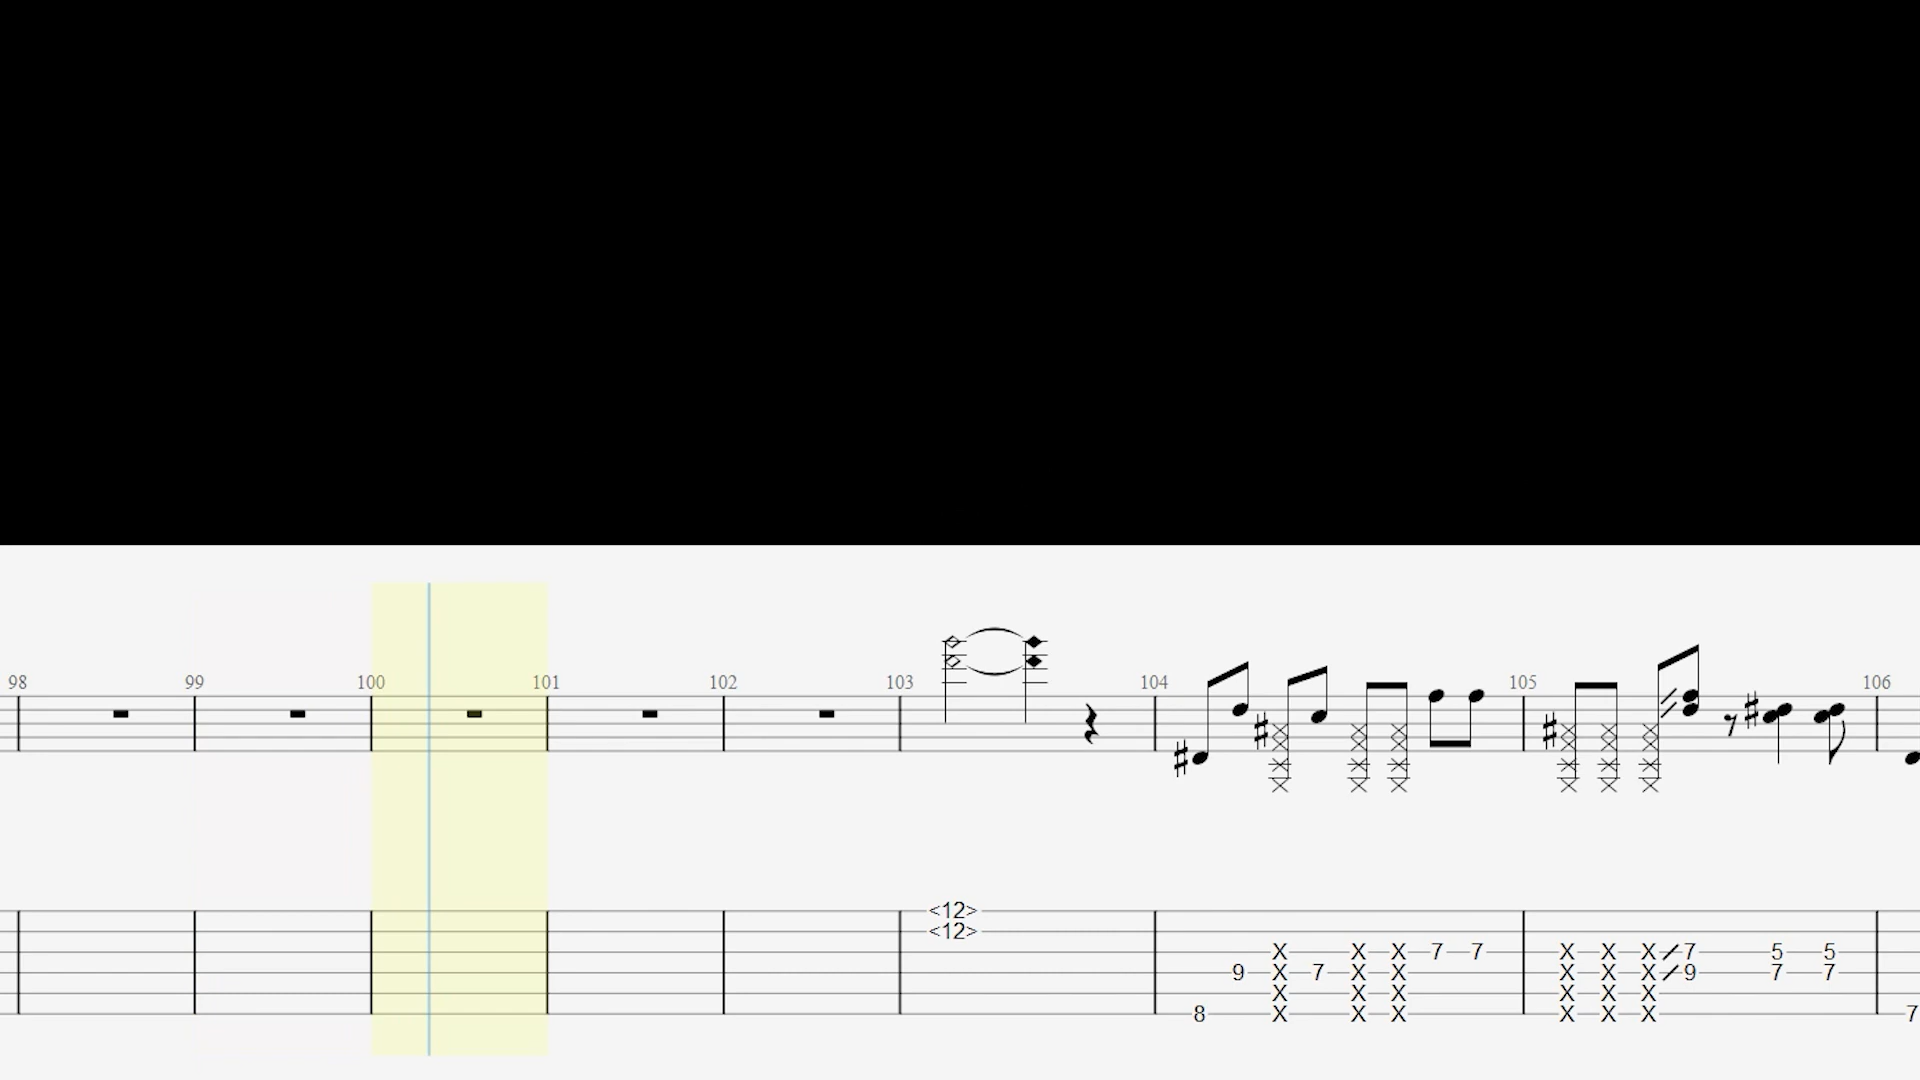 98 99 100 101 102 103 104 105 106
<12>
<12>
X X X 7 7 X X X 7 5 5
9 X 7 X X X X X 9 7 7
X X X X X X
8 X X X X X X 7